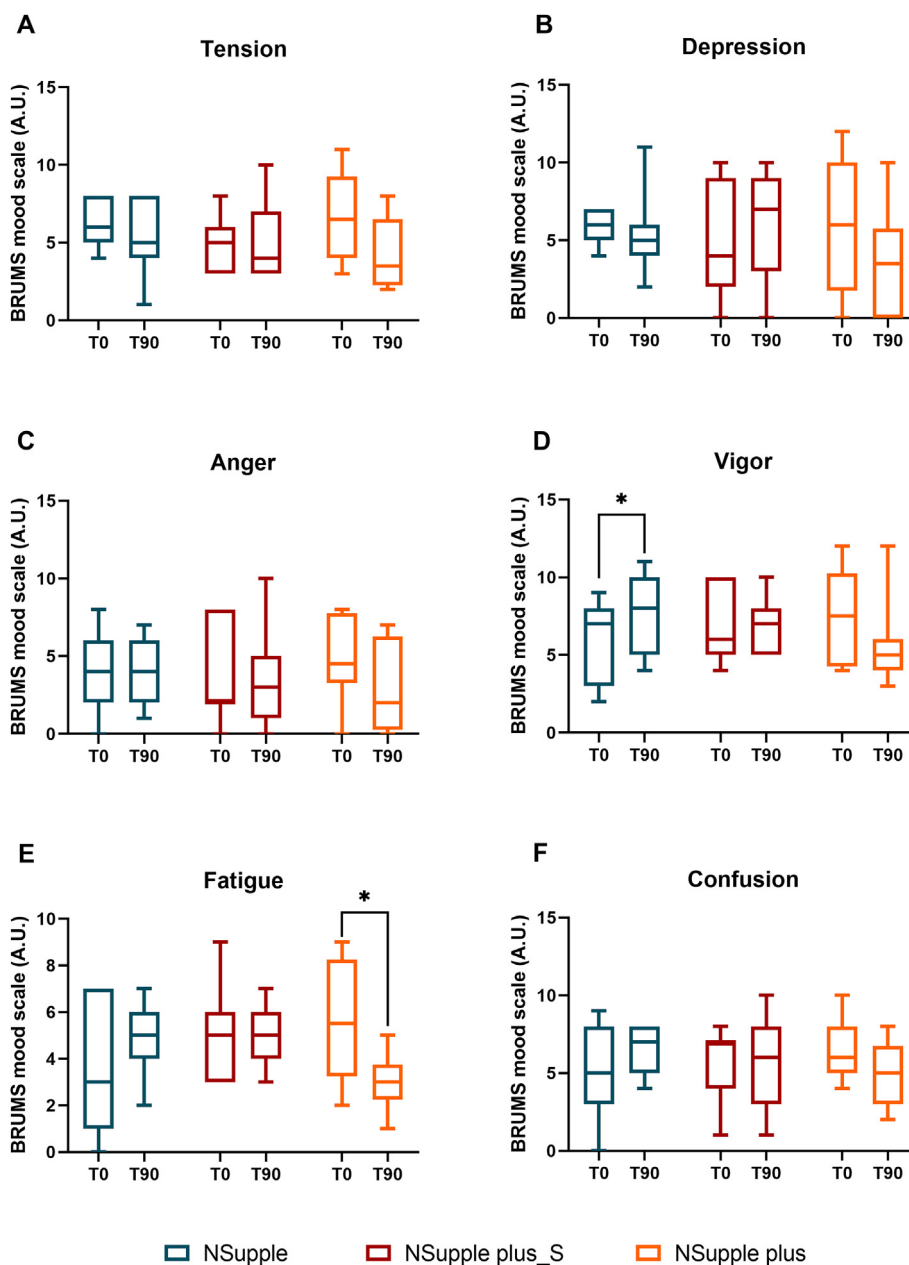 A
Tension
BRUMS mood scale (A.U.)
15
10
5
0
T0 T90 T0 T90 T0 T90
B
Depression
BRUMS mood scale (A.U.)
15
10
5
0
T0 T90 T0 T90 T0 T90
C
Anger
BRUMS mood scale (A.U.)
15
10
5
0
T0 T90 T0 T90 T0 T90
D
Vigor
BRUMS mood scale (A.U.)
15
10
5
0
*
T0 T90 T0 T90 T0 T90
E
Fatigue
BRUMS mood scale (A.U.)
10
8
6
4
2
0
*
T0 T90 T0 T90 T0 T90
F
Confusion
BRUMS mood scale (A.U.)
15
10
5
0
T0 T90 T0 T90 T0 T90
NSupple NSupple plus_S NSupple plus